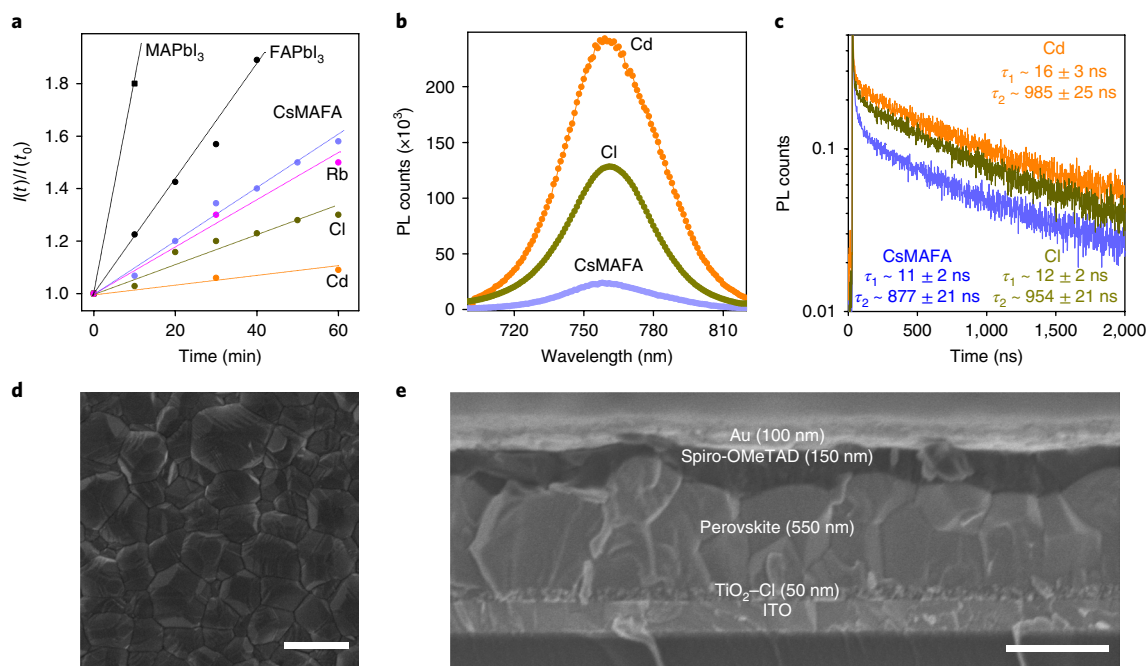 a
MAPbI3
FAPbI3
1.8
CsMAFA
1.6
Rb
1.4
Cl
1.2
Cd
1.0
I(t)/I(t0)
0
20
40
60
Time (min)
b
Cd
200
150
Cl
100
50
CsMAFA
0
PL counts (×10³)
720
750
780
810
Wavelength (nm)
c
Cd
τ1 ~ 16 ± 3 ns
τ2 ~ 985 ± 25 ns
0.1
PL counts
CsMAFA
τ1 ~ 11 ± 2 ns
τ2 ~ 877 ± 21 ns
Cl
τ1 ~ 12 ± 2 ns
τ2 ~ 954 ± 21 ns
0.01
0
500
1,000
1,500
2,000
Time (ns)
d
e
Au (100 nm)
Spiro-OMeTAD (150 nm)
Perovskite (550 nm)
TiO2–Cl (50 nm)
ITO